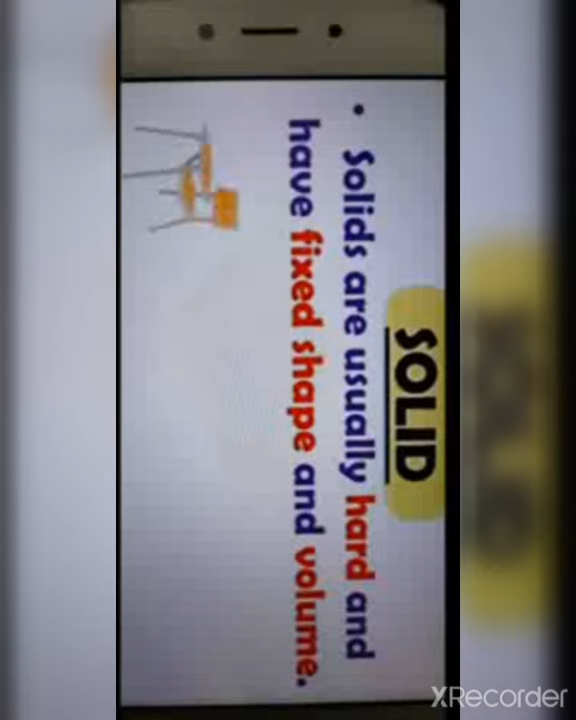 SOLID
• Solids are usually hard and
have fixed shape and volume.
XRecorder